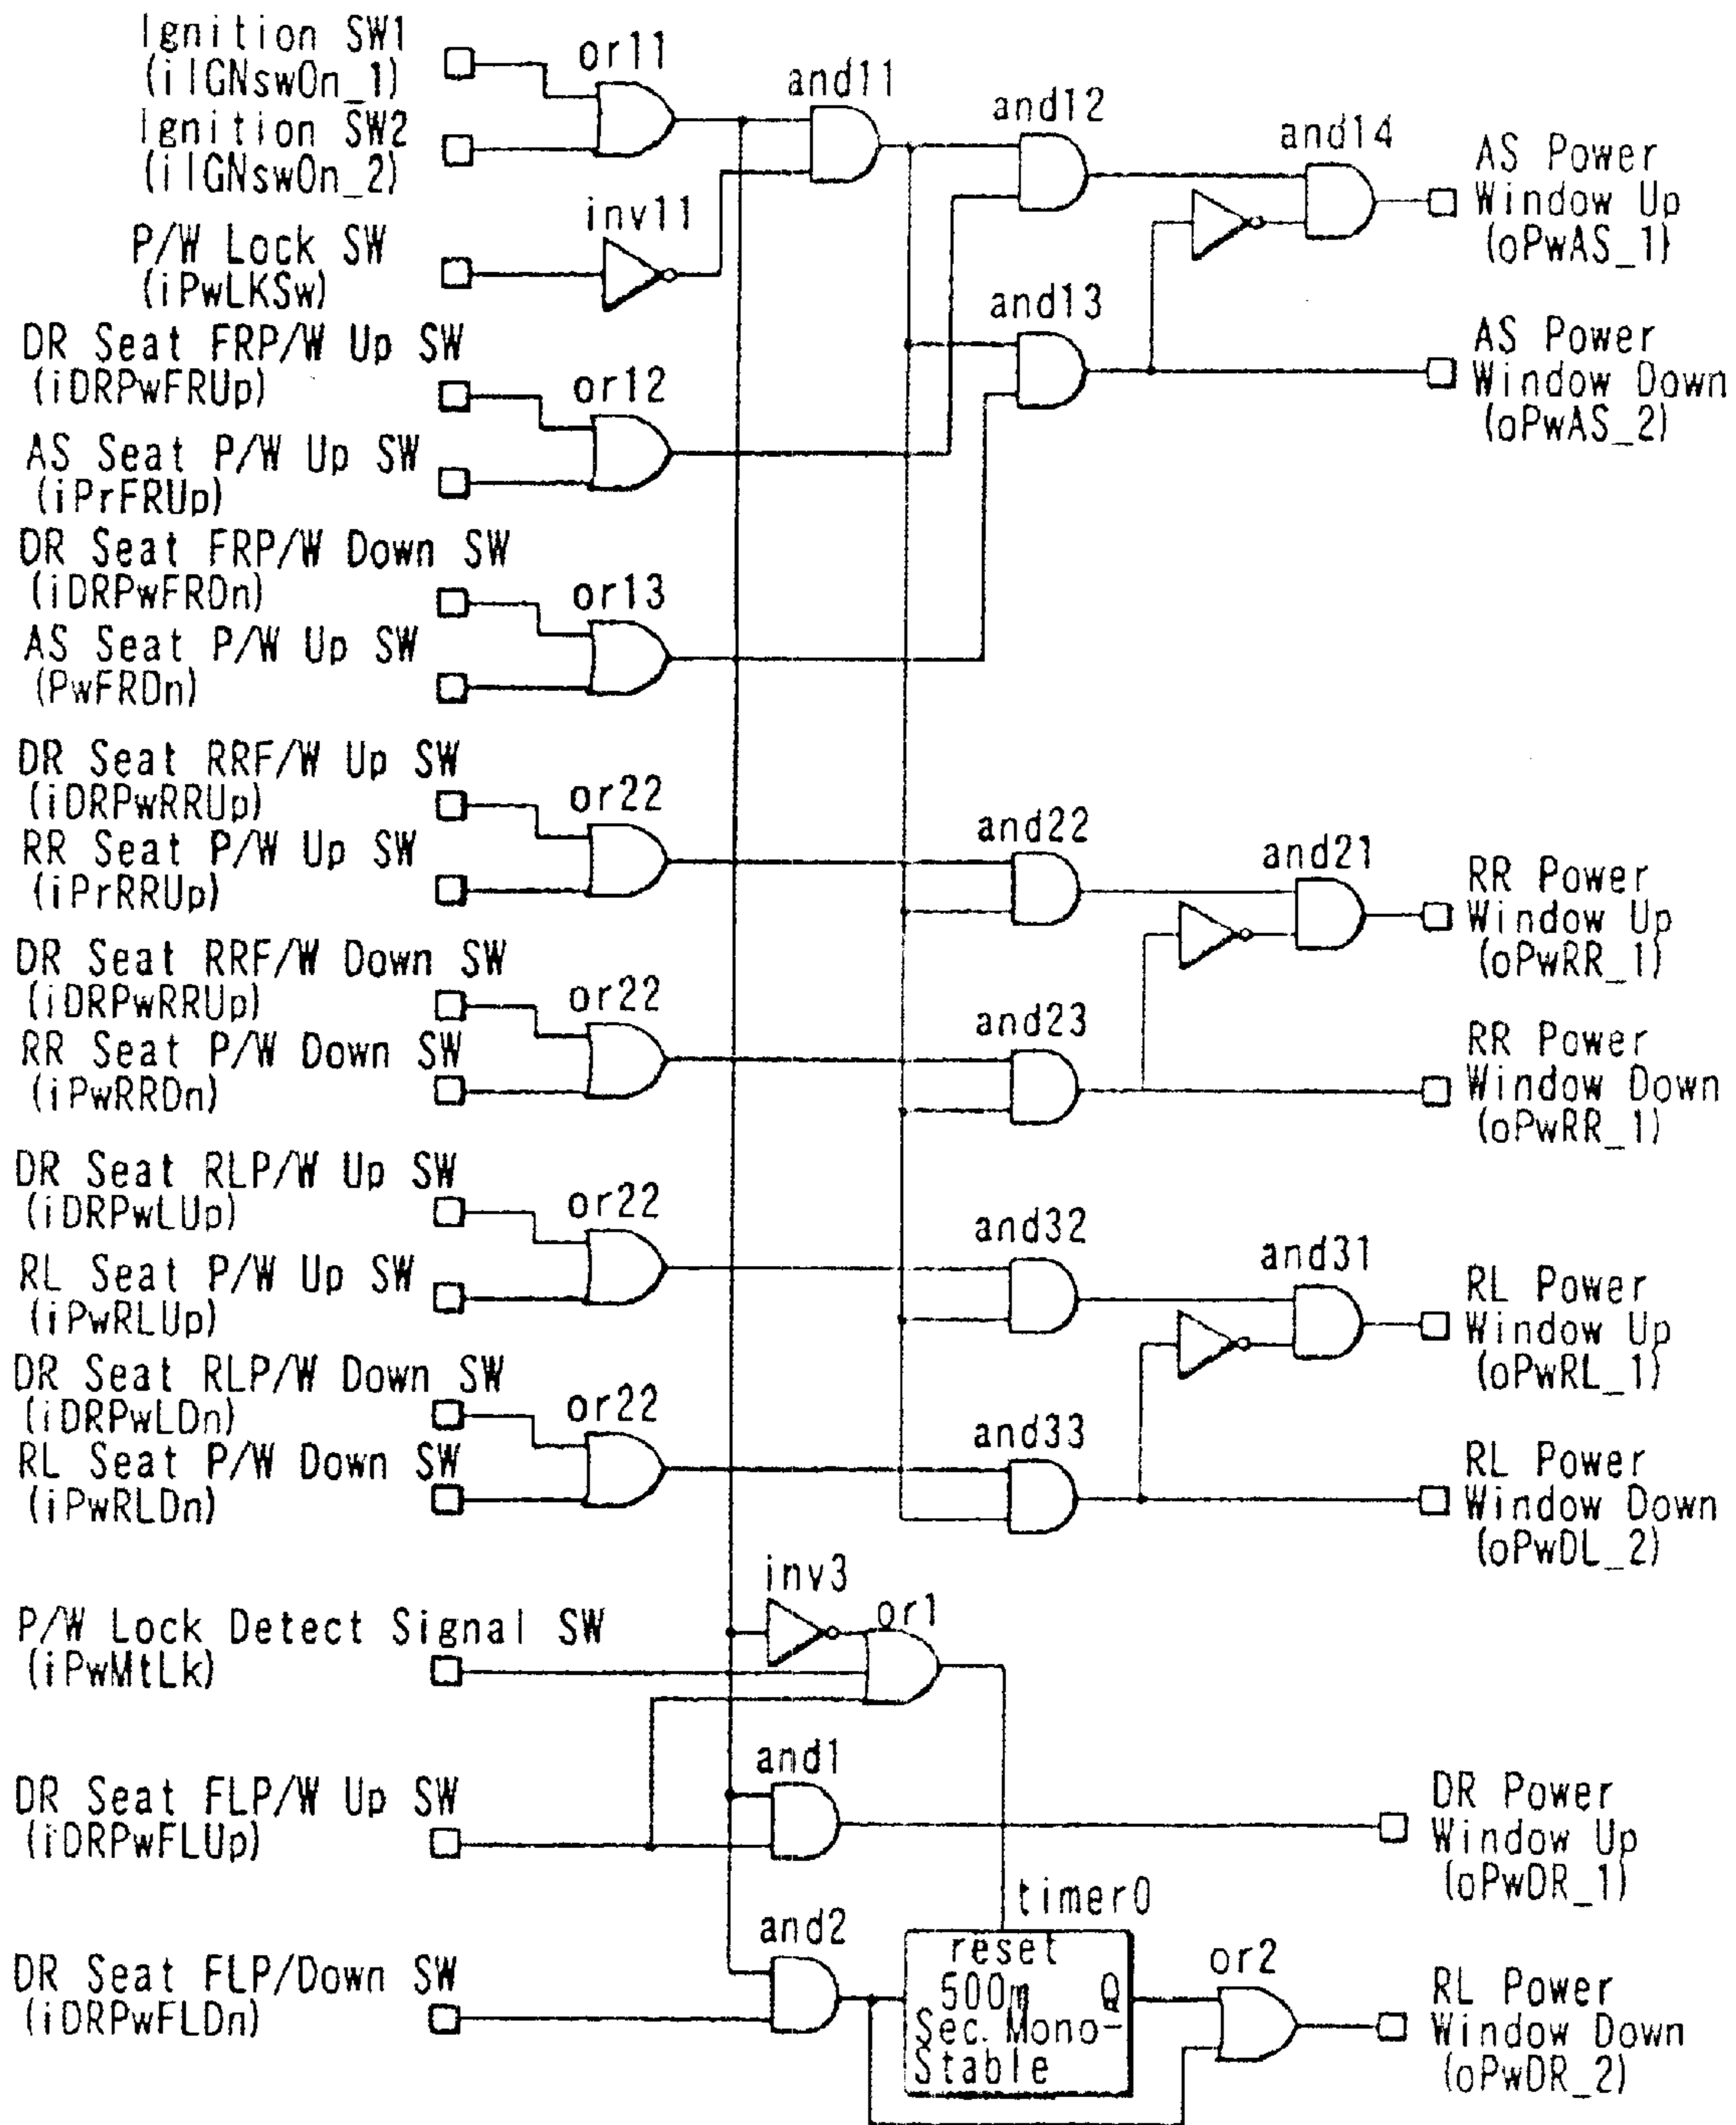 Ignition SW1
(iIGNswOn_1)
Ignition SW2
(iIGNswOn_2)
P/W Lock SW
(iPwLKSw)
DR Seat FRP/W Up SW
(iDRPwFRUp)
AS Seat P/W Up SW
(iPrFRUp)
DR Seat FRP/W Down SW
(iDRPwFRDn)
AS Seat P/W Up SW
(PwFRDn)
DR Seat RRF/W Up SW
(iDRPwRRUp)
RR Seat P/W Up SW
(iPrRRUp)
DR Seat RRF/W Down SW
(iDRPwRRUp)
RR Seat P/W Down SW
(iPwRRDn)
DR Seat RLP/W Up SW
(iDRPwLUp)
RL Seat P/W Up SW
(iPwRLUp)
DR Seat RLP/W Down SW
(iDRPwLDn)
RL Seat P/W Down SW
(iPwRLDn)
P/W Lock Detect Signal SW
(iPwMtLk)
DR Seat FLP/W Up SW
(iDRPwFLUp)
DR Seat FLP/Down SW
(iDRPwFLDn)
or11
inv11
or12
or13
or22
or22
or22
or22
and11
and12
and14
and13
and22
and21
and23
and32
and31
and33
inv3
or1
and1
and2
timer0
reset
500m Q
Sec. Mono-
Stable
or2
AS Power
Window Up
(oPwAS_1)
AS Power
Window Down
(oPwAS_2)
RR Power
Window Up
(oPwRR_1)
RR Power
Window Down
(oPwRR_1)
RL Power
Window Up
(oPwRL_1)
RL Power
Window Down
(oPwDL_2)
DR Power
Window Up
(oPwDR_1)
RL Power
Window Down
(oPwDR_2)